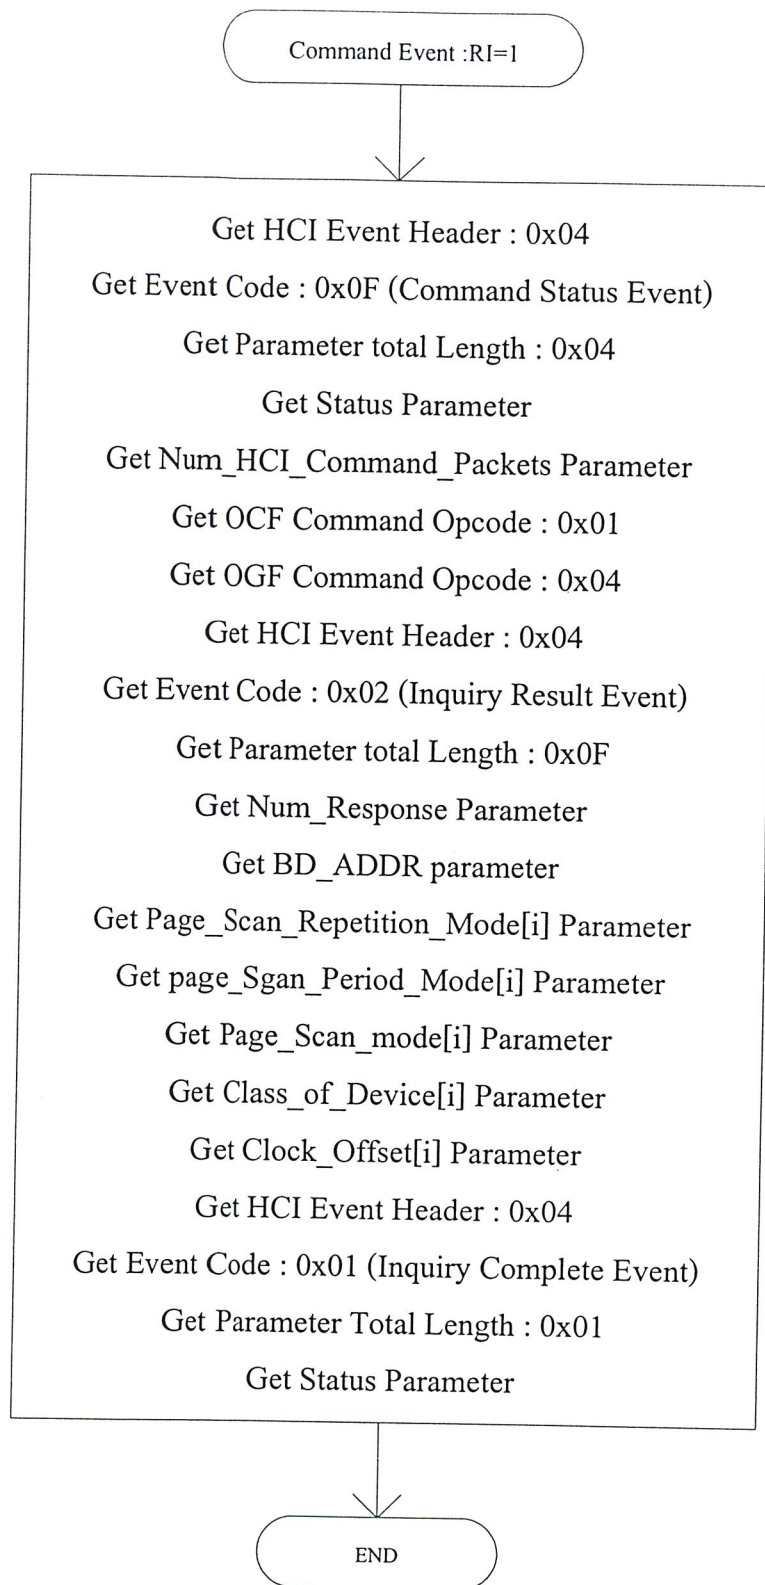 Command Event :RI=1
Get HCI Event Header : 0x04
Get Event Code : 0x0F (Command Status Event)
Get Parameter total Length : 0x04
Get Status Parameter
Get Num_HCI_Command_Packets Parameter
Get OCF Command Opcode : 0x01
Get OGF Command Opcode : 0x04
Get HCI Event Header : 0x04
Get Event Code : 0x02 (Inquiry Result Event)
Get Parameter total Length : 0x0F
Get Num_Response Parameter
Get BD_ADDR parameter
Get Page_Scan_Repetition_Mode[i] Parameter
Get page_Sgan_Period_Mode[i] Parameter
Get Page_Scan_mode[i] Parameter
Get Class_of_Device[i] Parameter
Get Clock_Offset[i] Parameter
Get HCI Event Header : 0x04
Get Event Code : 0x01 (Inquiry Complete Event)
Get Parameter Total Length : 0x01
Get Status Parameter
END